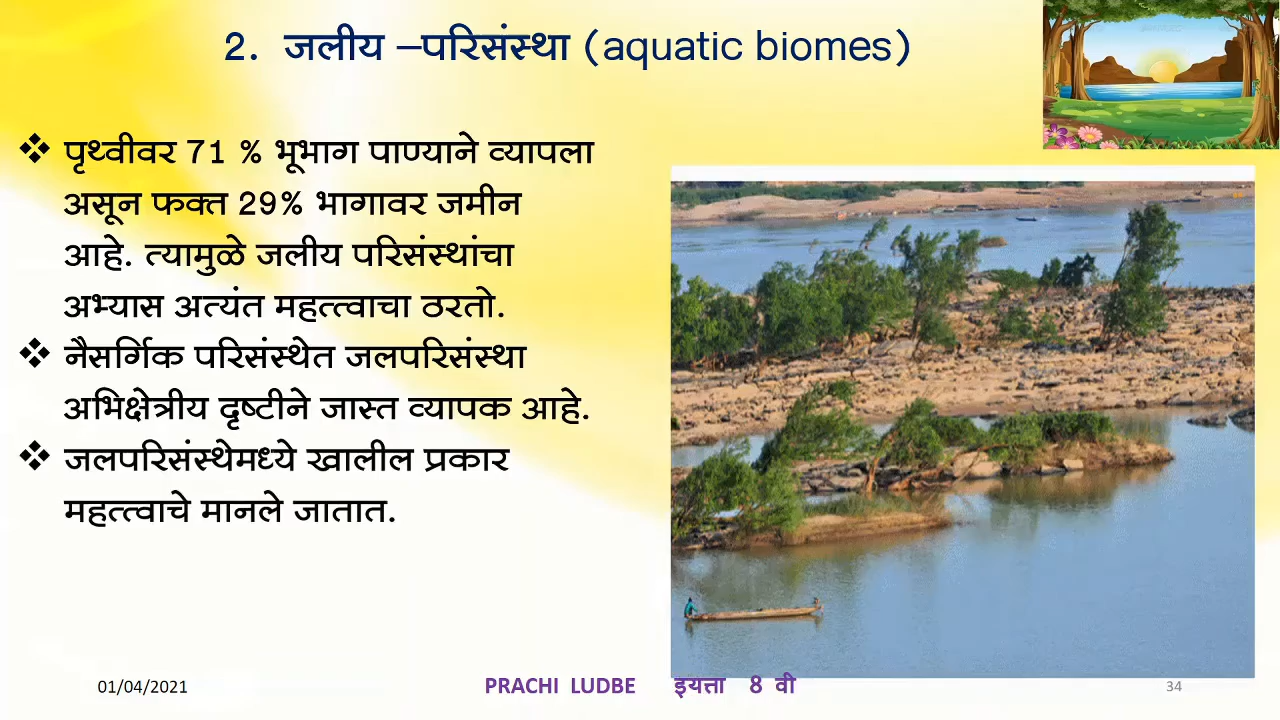 2. जलीय –परिसंस्था (aquatic biomes)
❖ पृथ्वीवर 71 % भूभाग पाण्याने व्यापला
असून फक्त 29% भागावर जमीन
आहे. त्यामुळे जलीय परिसंस्थांचा
अभ्यास अत्यंत महत्त्वाचा ठरतो.
❖ नैसर्गिक परिसंस्थेत जलपरिसंस्था
अभिक्षेत्रीय दृष्टीने जास्त व्यापक आहे.
❖ जलपरिसंस्थेमध्ये खालील प्रकार
महत्त्वाचे मानले जातात.
01/04/2021 PRACHI LUDBE इयत्ता 8 वी 34